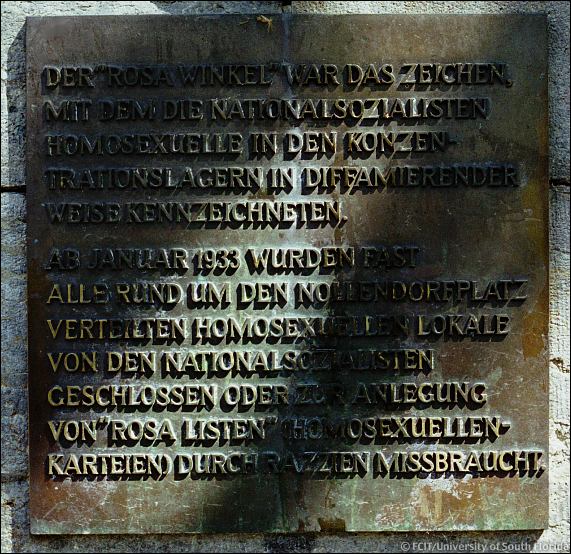 DER "ROSA WINKEL" WAR DAS ZEICHEN,
MIT DEM DIE NATIONALSOZIALISTEN
HOMOSEXUELLE IN DEN KONZEN-
TRATIONSLAGERN IN DIFFAMIERENDER
WEISE KENNZEICHNETEN.
AB JANUAR 1933 WURDEN FAST
ALLE RUND UM DEN NOLLENDORFPLATZ
VERTEILTEN HOMOSEXUELLEN LOKALE
VON DEN NATIONALSOZIALISTEN
GESCHLOSSEN ODER ZUR ANLEGUNG
VON "ROSA LISTEN" (HOMOSEXUELLEN-
KARTEIEN) DURCH RAZZIEN MISSBRAUCHT.
© FCIT/University of South Florida